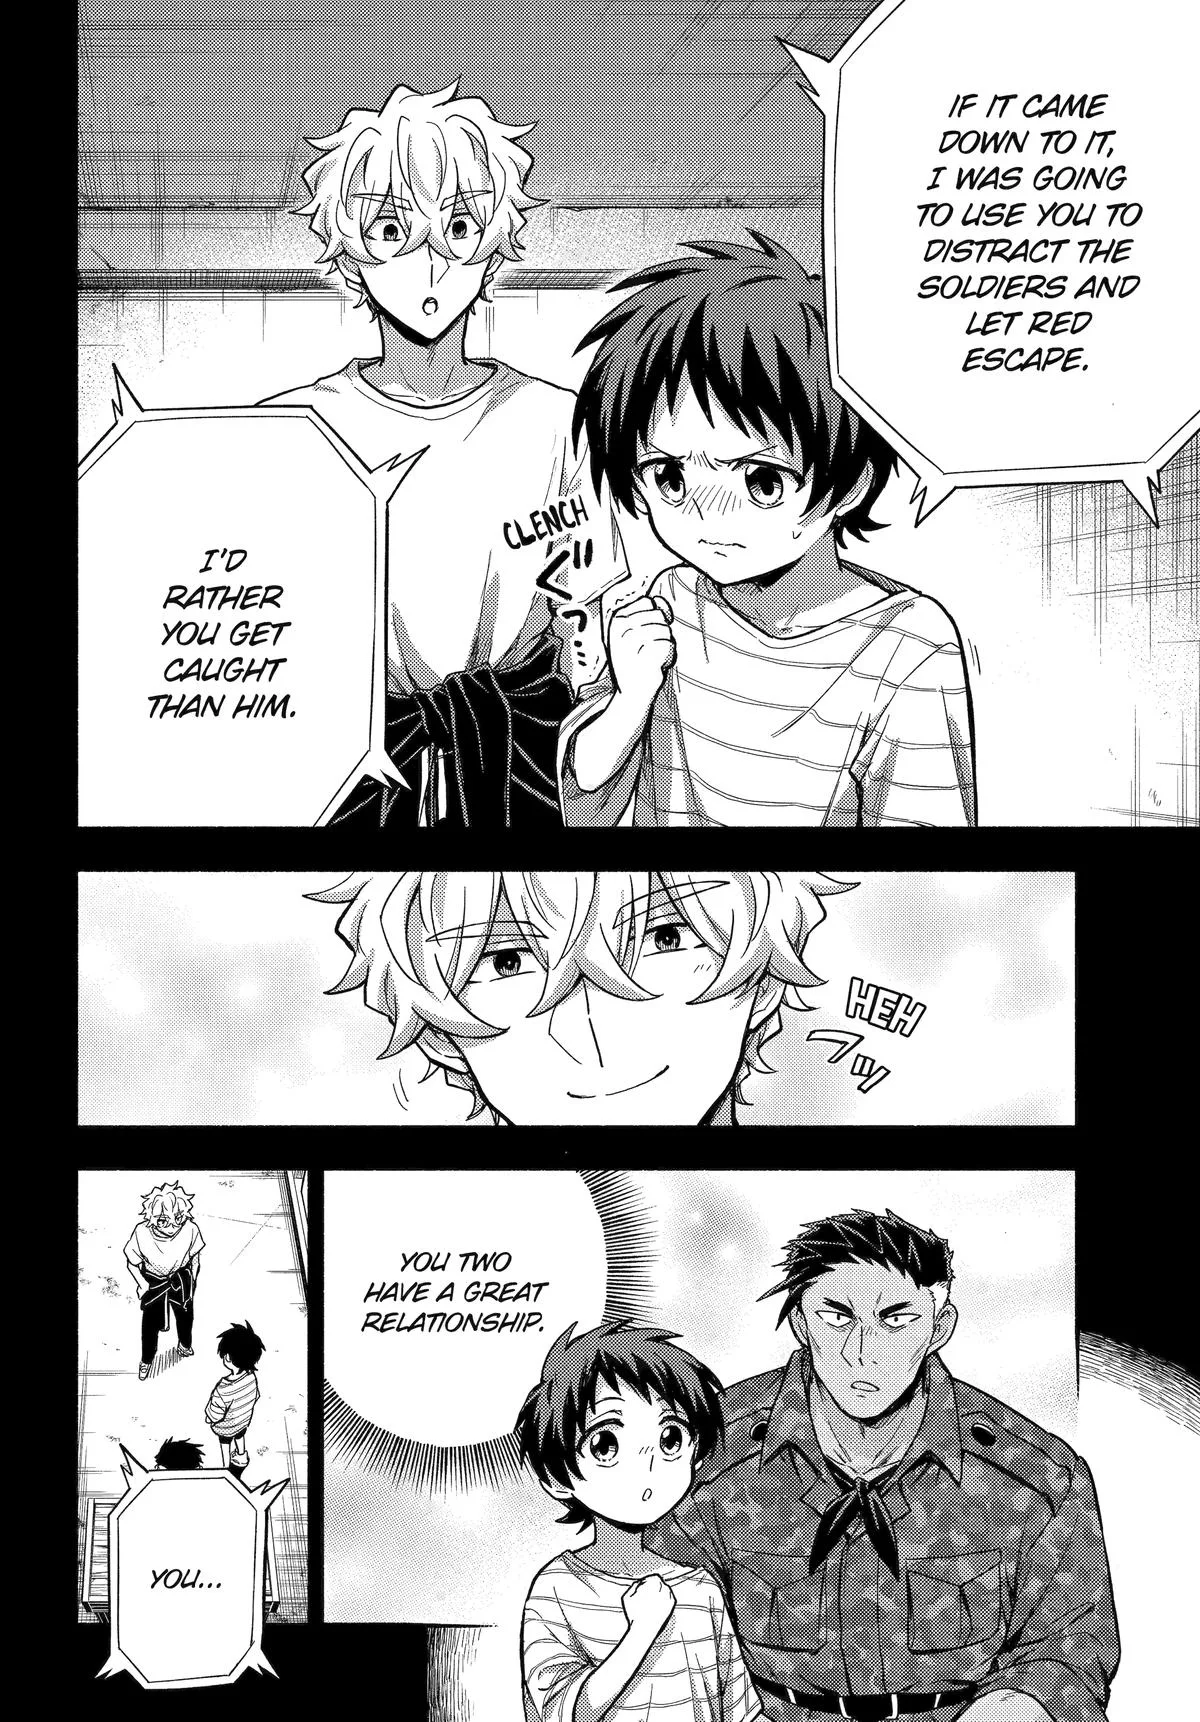 IF IT CAME
DOWN TO IT,
I WAS GOING
TO USE YOU TO
DISTRACT THE
SOLDIERS AND
LET RED
ESCAPE.
CLENCH
ぐっ…
I'D
RATHER
YOU GET
CAUGHT
THAN HIM.
HEH
フッ
YOU TWO
HAVE A GREAT
RELATIONSHIP.
YOU...